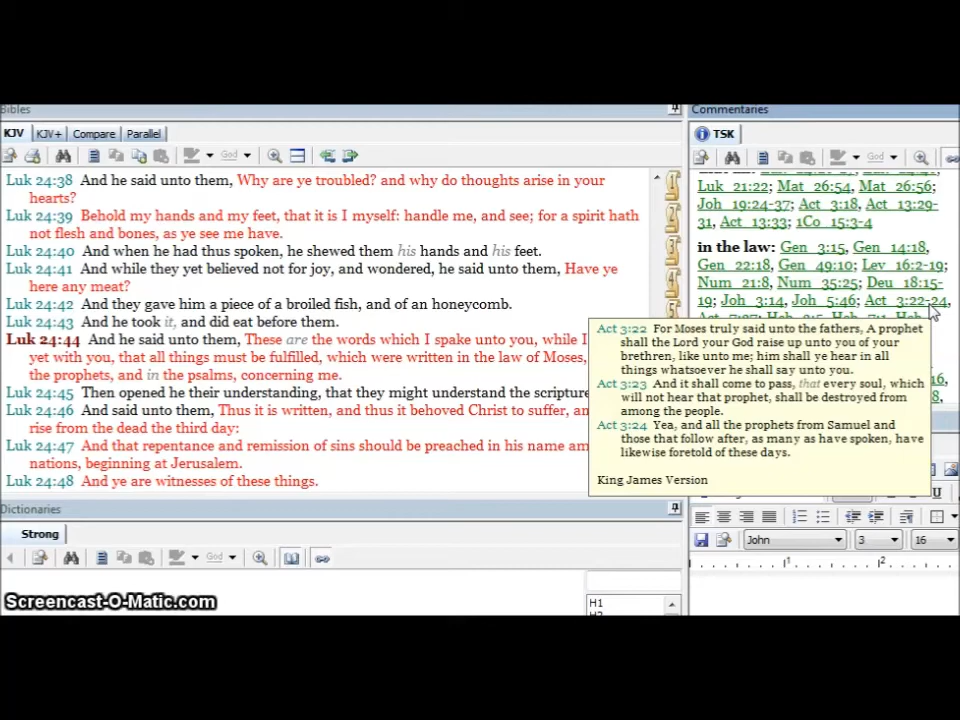 Bibles
KJV KJV+ Compare Parallel
God
Luk 24:38 And he said unto them, Why are ye troubled? and why do thoughts arise in your
hearts?
Luk 24:39 Behold my hands and my feet, that it is I myself: handle me, and see; for a spirit hath
not flesh and bones, as ye see me have.
Luk 24:40 And when he had thus spoken, he shewed them his hands and his feet.
Luk 24:41 And while they yet believed not for joy, and wondered, he said unto them, Have ye
here any meat?
Luk 24:42 And they gave him a piece of a broiled fish, and of an honeycomb.
Luk 24:43 And he took it, and did eat before them.
Luk 24:44 And he said unto them, These are the words which I spake unto you, while I
yet with you, that all things must be fulfilled, which were written in the law of Moses,
the prophets, and in the psalms, concerning me.
Luk 24:45 Then opened he their understanding, that they might understand the scripture
Luk 24:46 And said unto them, Thus it is written, and thus it behoved Christ to suffer, an
rise from the dead the third day:
Luk 24:47 And that repentance and remission of sins should be preached in his name am
nations, beginning at Jerusalem.
Luk 24:48 And ye are witnesses of these things.
1
2
3
4
5
Commentaries
TSK
God
Luk 21:22; Mat 26:54, Mat 26:56;
Joh 19:24-37; Act 3:18, Act 13:29-
31, Act 13:33; 1Co 15:3-4
in the law: Gen 3:15, Gen 14:18,
Gen 22:18, Gen 49:10; Lev 16:2-19;
Num 21:8, Num 35:25; Deu 18:15-
19; Joh 3:14, Joh 5:46; Act 3:22-24,
Act 3:22 For Moses truly said unto the fathers, A prophet
shall the Lord your God raise up unto you of your
brethren, like unto me; him shall ye hear in all
things whatsoever he shall say unto you.
Act 3:23 And it shall come to pass, that every soul, which
will not hear that prophet, shall be destroyed from
among the people.
Act 3:24 Yea, and all the prophets from Samuel and
those that follow after, as many as have spoken, have
likewise foretold of these days.
King James Version
16,
8,
U
John 3 16
1 2
Dictionaries
Strong
God
H1
Screencast-O-Matic.com